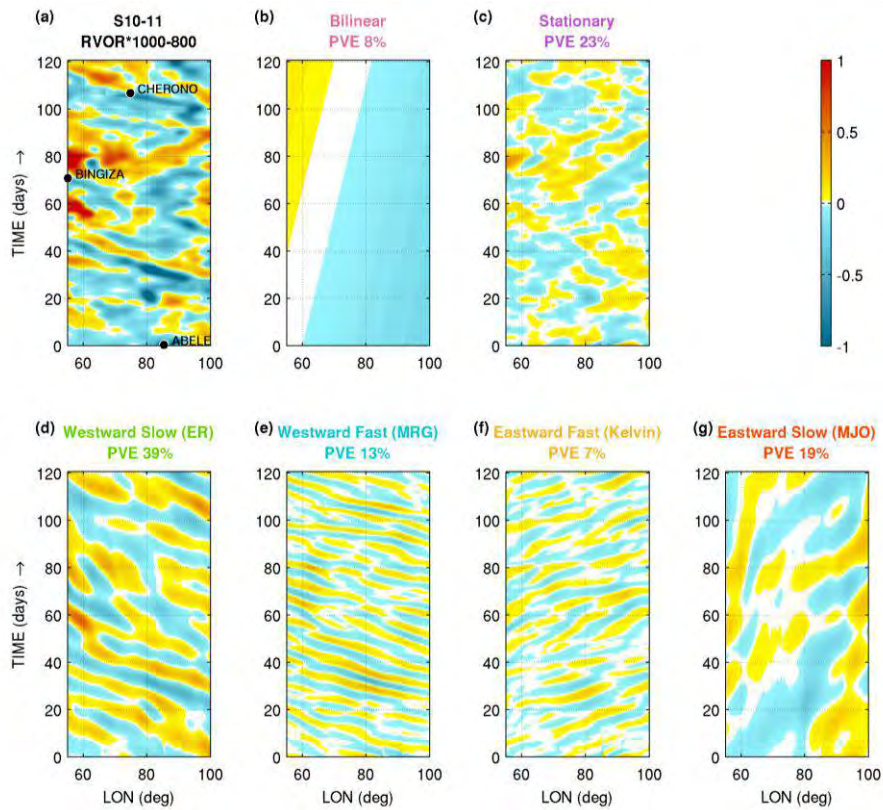 (a) S10-11
RVOR*1000-800
(b) Bilinear
PVE 8%
(c) Stationary
PVE 23%
TIME (days) →
120
100
80
60
40
20
0
CHERONO
BINGIZA
ABELE
60 80 100
120
100
80
60
40
20
0
60 80 100
120
100
80
60
40
20
0
60 80 100
1
0.5
0
-0.5
-1
(d) Westward Slow (ER)
PVE 39%
(e) Westward Fast (MRG)
PVE 13%
(f) Eastward Fast (Kelvin)
PVE 7%
(g) Eastward Slow (MJO)
PVE 19%
TIME (days) →
120
100
80
60
40
20
0
60 80 100
LON (deg)
120
100
80
60
40
20
0
60 80 100
LON (deg)
120
100
80
60
40
20
0
60 80 100
LON (deg)
120
100
80
60
40
20
0
60 80 100
LON (deg)